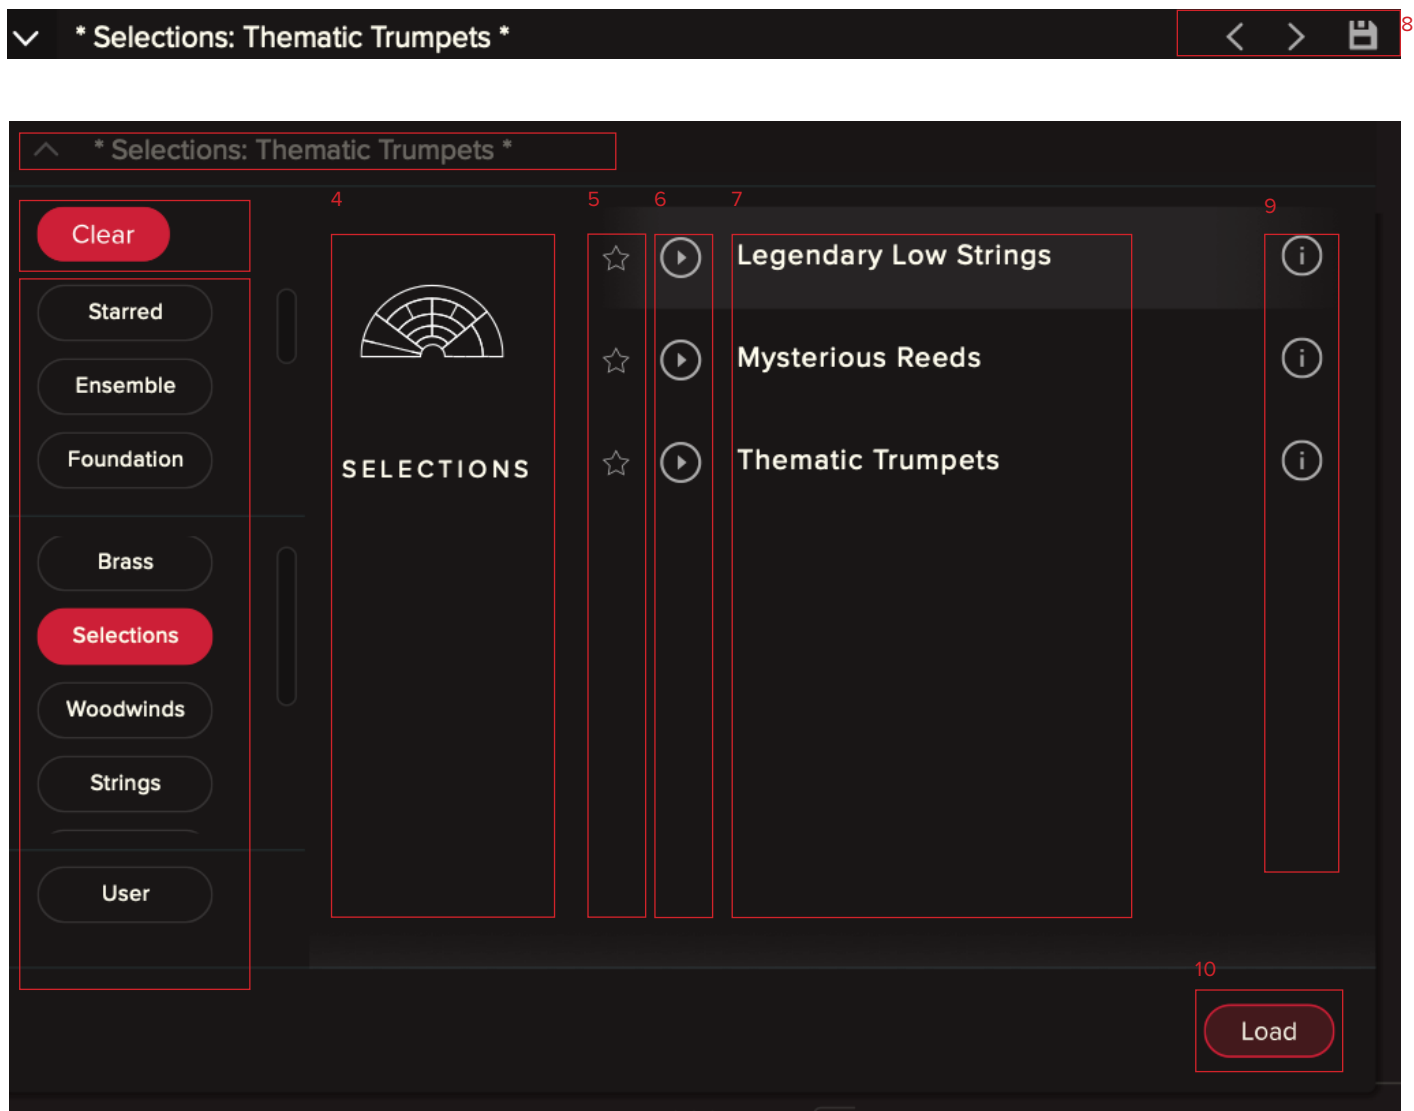 * Selections: Thematic Trumpets *
8
* Selections: Thematic Trumpets *
4
5
6
7
9
Clear
Starred
Ensemble
Foundation
Brass
Selections
Woodwinds
Strings
User
SELECTIONS
Legendary Low Strings
i
Mysterious Reeds
i
Thematic Trumpets
i
10
Load